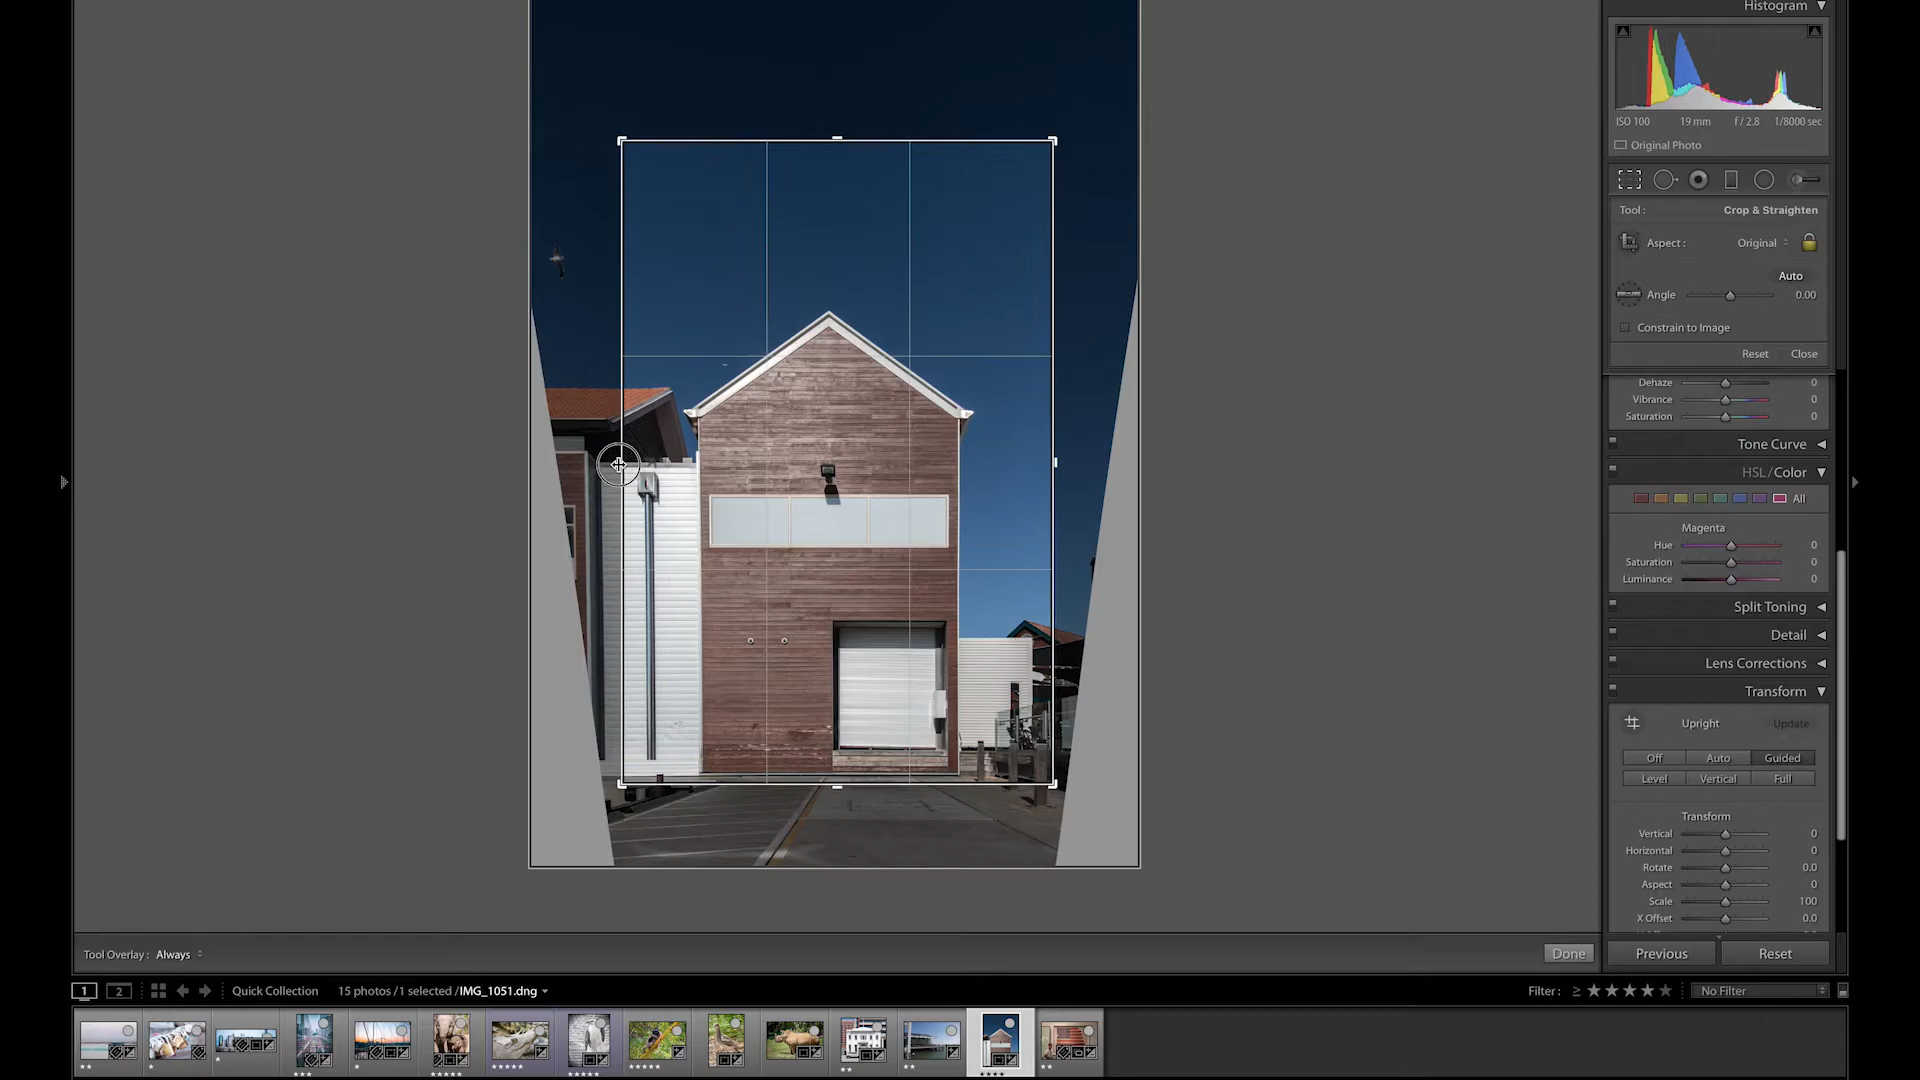 Histogram
ISO 100 19 mm f / 2.8 1/8000 sec
Original Photo
Tool : Crop & Straighten
Aspect : Original
Auto
Angle 0.00
Constrain to Image
Reset Close
Dehaze 0
Vibrance 0
Saturation 0
Tone Curve
HSL / Color
All
Magenta
Hue 0
Saturation 0
Luminance 0
Split Toning
Detail
Lens Corrections
Transform
Upright Update
Off Auto Guided
Level Vertical Full
Transform
Vertical 0
Horizontal 0
Rotate 0.0
Aspect 0
Scale 100
X Offset 0.0
Tool Overlay : Always Done
Previous Reset
1 2 Quick Collection 15 photos / 1 selected / IMG_1051.dng Filter : ≥ ★★★★★ No Filter